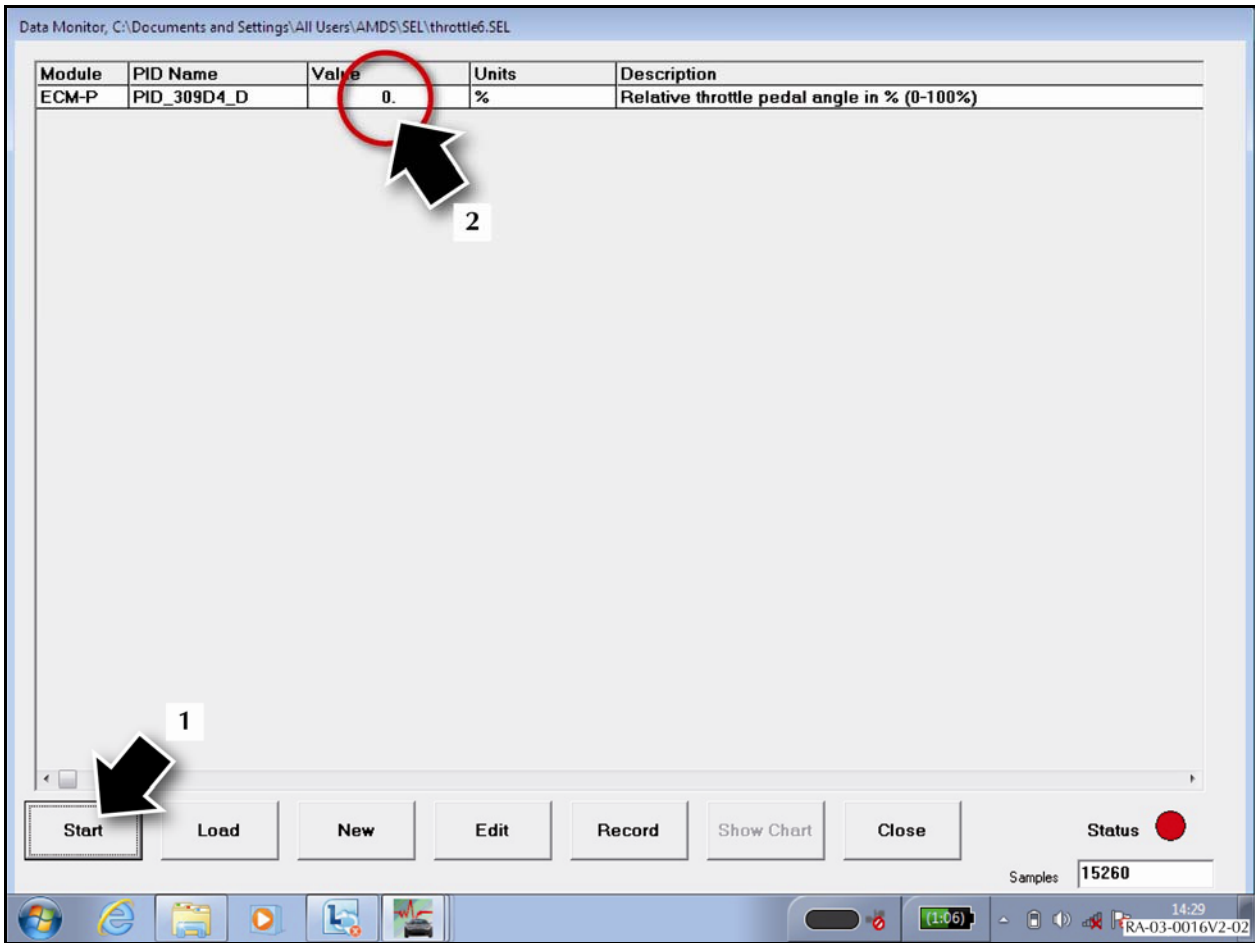 Data Monitor, C:\Documents and Settings\All Users\AMDS\SEL\throttle6.SEL
Module PID Name Value Units Description
ECM-P PID_309D4_D 0. % Relative throttle pedal angle in % (0-100%)
2
1
Start Load New Edit Record Show Chart Close Status
Samples 15260
(1:06) 14:29
RA-03-0016V2-02